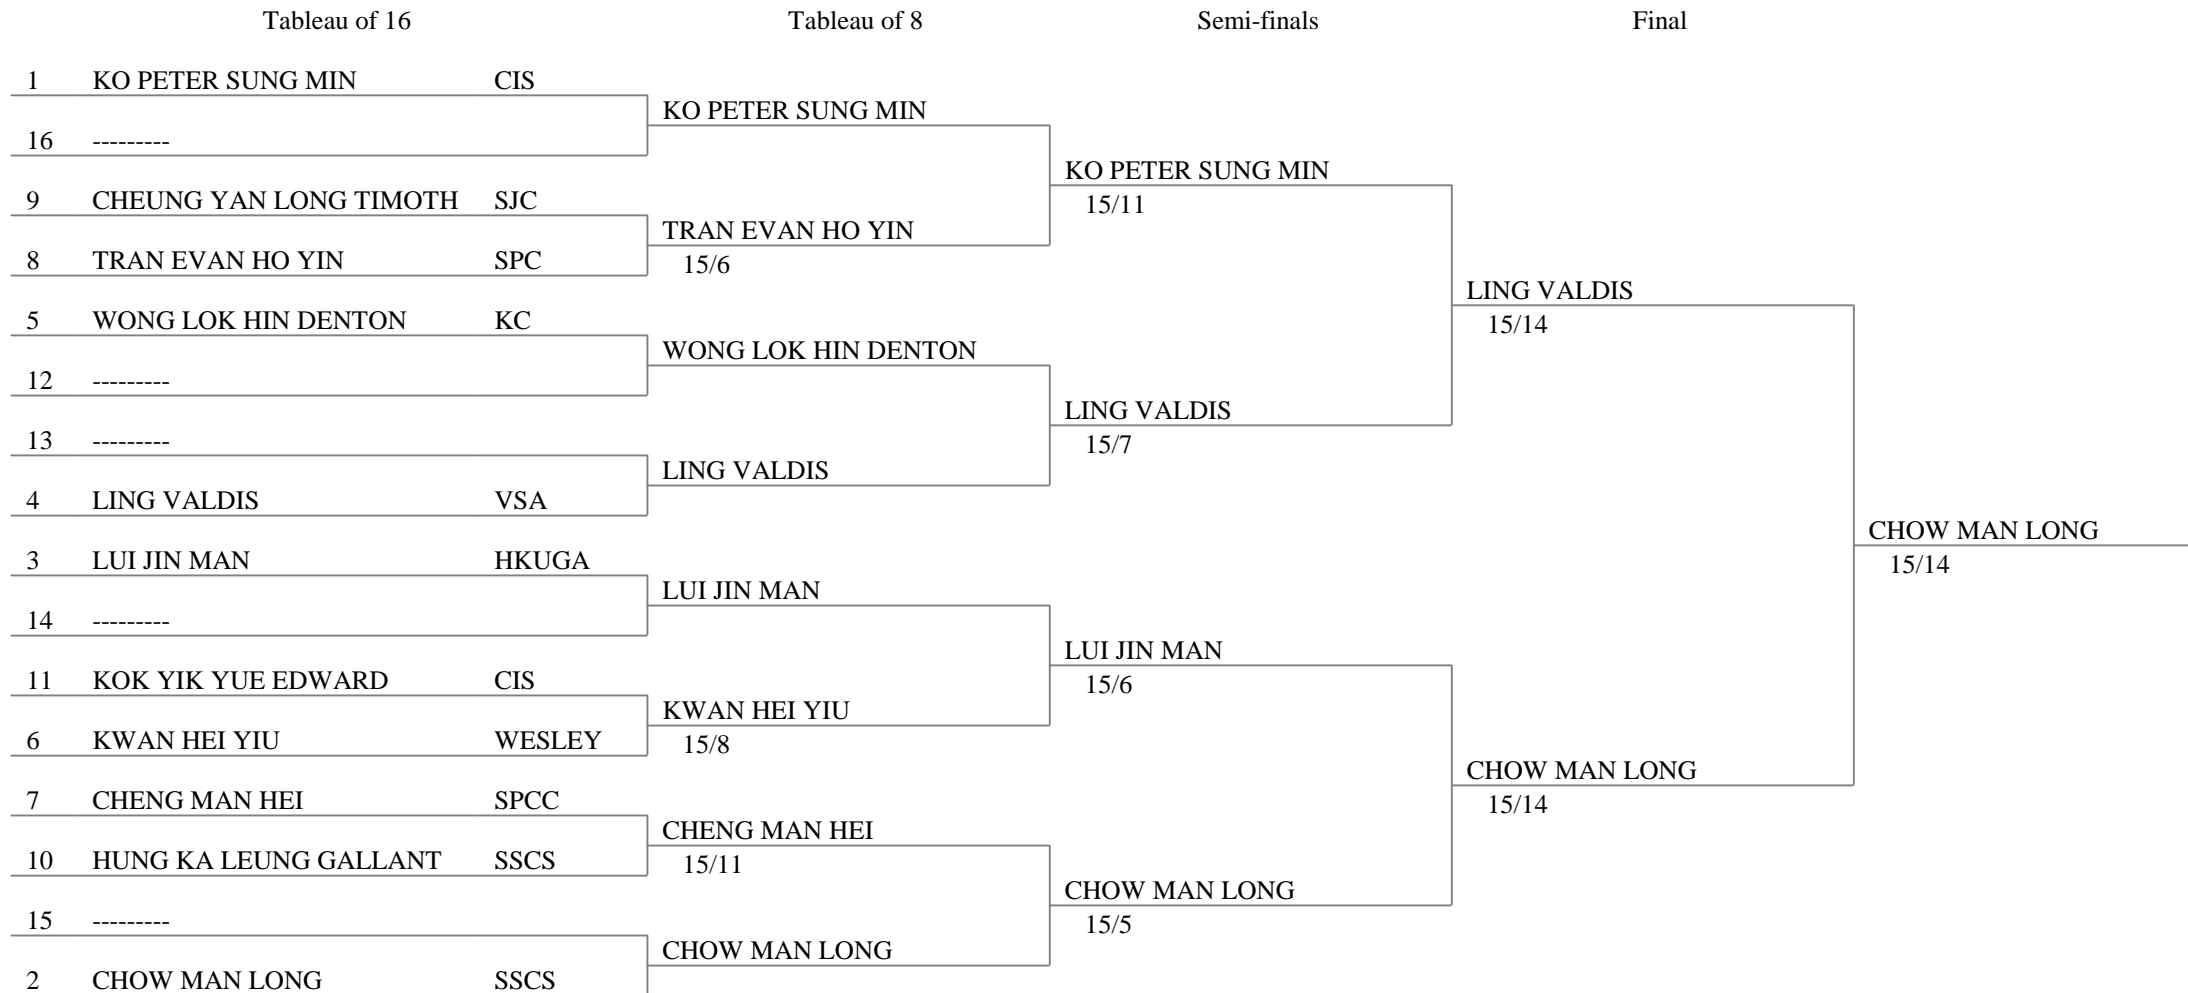 Tableau of 16 Tableau of 8 Semi-finals Final
1 KO PETER SUNG MIN CIS
KO PETER SUNG MIN
16 ---------
KO PETER SUNG MIN
9 CHEUNG YAN LONG TIMOTH SJC
15/11
TRAN EVAN HO YIN
8 TRAN EVAN HO YIN SPC
15/6
LING VALDIS
5 WONG LOK HIN DENTON KC
15/14
WONG LOK HIN DENTON
12 ---------
LING VALDIS
13 ---------
15/7
LING VALDIS
4 LING VALDIS VSA
CHOW MAN LONG
3 LUI JIN MAN HKUGA
15/14
LUI JIN MAN
14 ---------
LUI JIN MAN
11 KOK YIK YUE EDWARD CIS
15/6
KWAN HEI YIU
6 KWAN HEI YIU WESLEY
15/8
CHOW MAN LONG
7 CHENG MAN HEI SPCC
15/14
CHENG MAN HEI
10 HUNG KA LEUNG GALLANT SSCS
15/11
CHOW MAN LONG
15 ---------
15/5
CHOW MAN LONG
2 CHOW MAN LONG SSCS